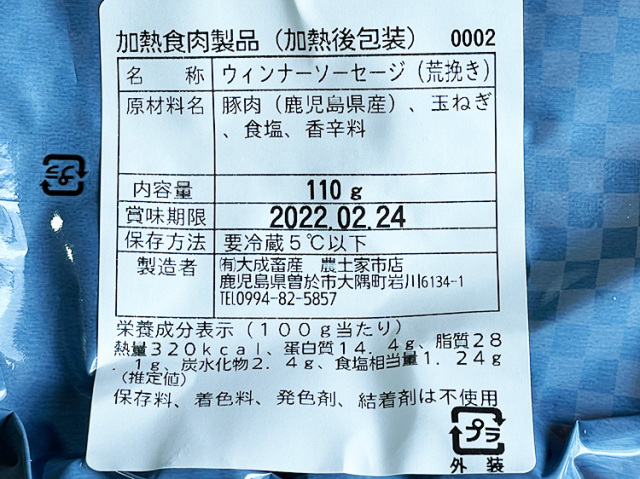 加熱食肉製品（加熱後包装） 0002
名 称 ウィンナーソーセージ（荒挽き）
原材料名 豚肉（鹿児島県産）、玉ねぎ
、食塩、香辛料
内容量 110g
賞味期限 2022.02.24
保存方法 要冷蔵5℃以下
製造者 ㈲大成畜産 農土家市店
鹿児島県曽於市大隅町岩川6134-1
TEL0994-82-5857
栄養成分表示（100g当たり）
熱量320kcal、蛋白質14.4g、脂質28
.1g、炭水化物2.4g、食塩相当量1.24g
（推定値）
保存料、着色料、発色剤、結着剤は不使用
プラ
プラ
外装